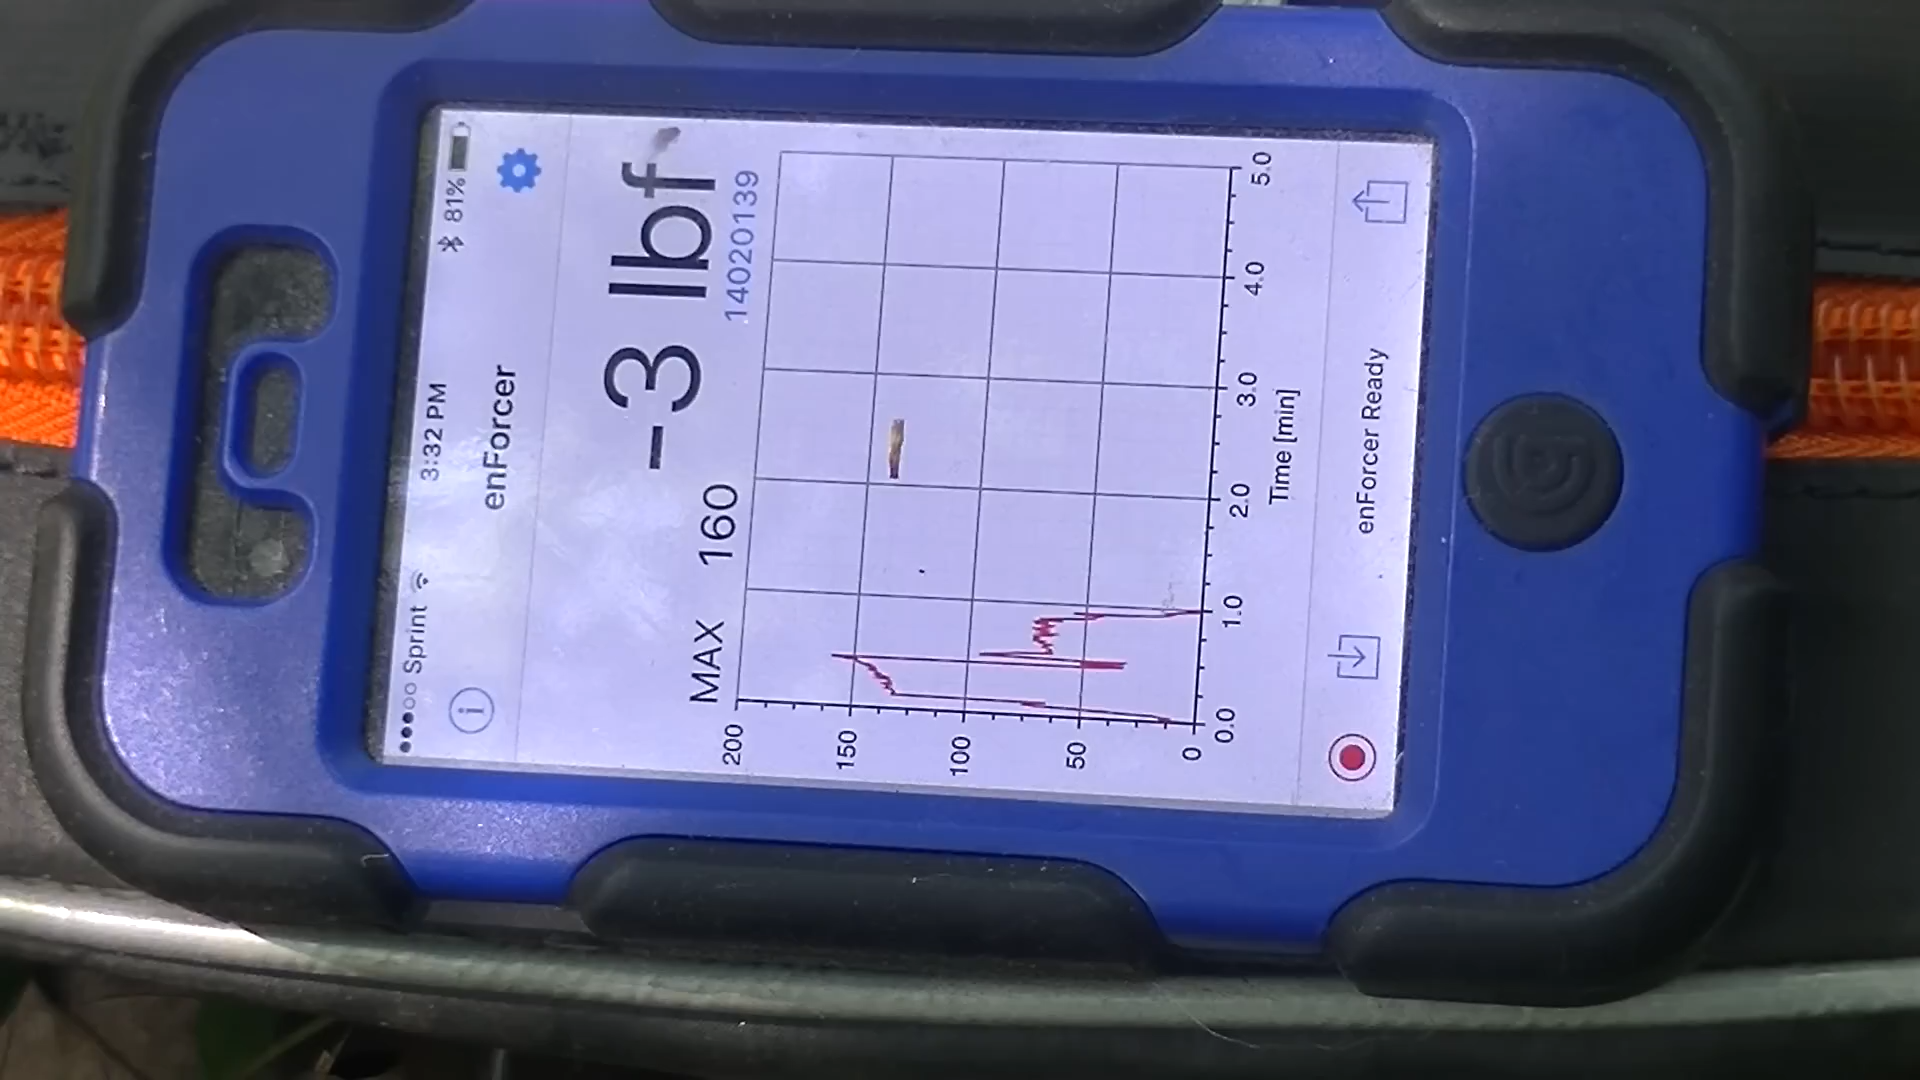 Sprint 3:32 PM 81%
enForcer
-3 lbf
MAX 160 14020139
200
150
100
50
0
0.0 1.0 2.0 3.0 4.0 5.0
Time [min]
enForcer Ready